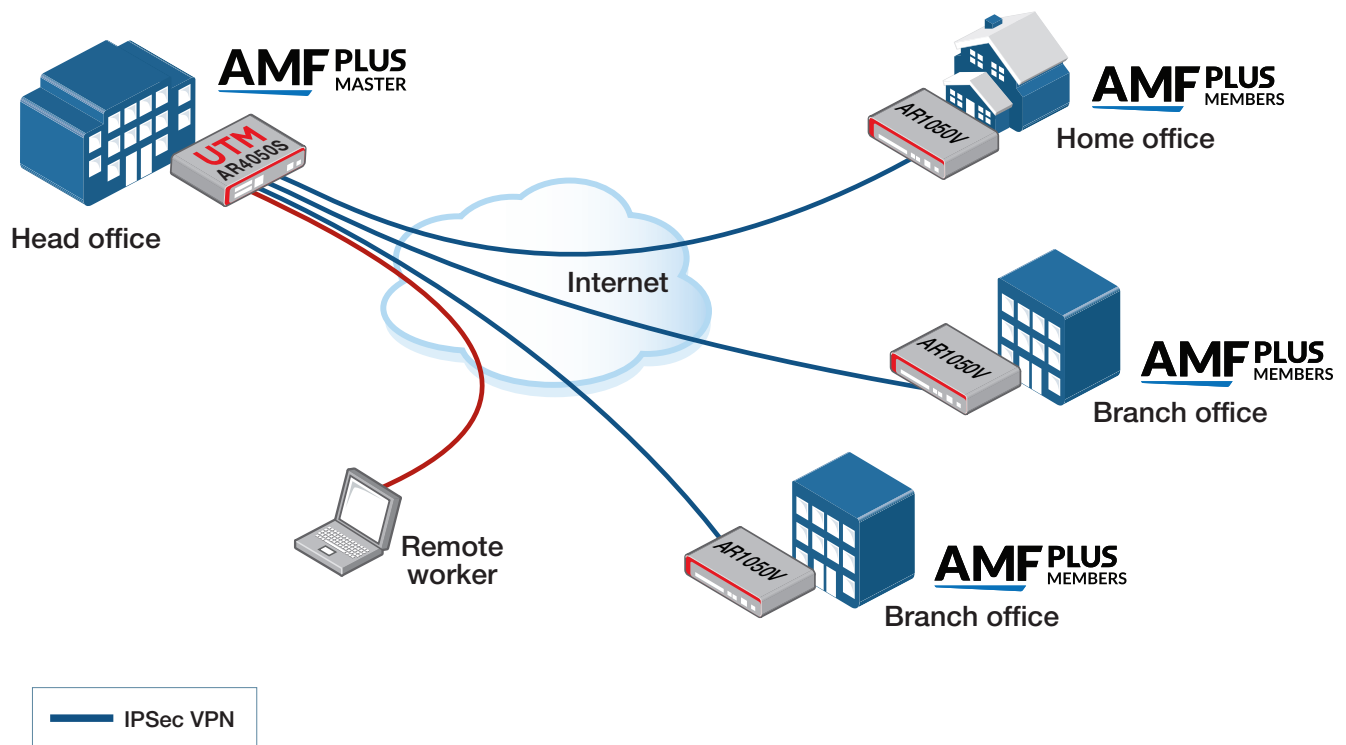 AMF PLUS
MASTER
UTM
AR4050S
Head office
AR1050V
AMF PLUS
MEMBERS
Home office
Internet
AR1050V
AMF PLUS
MEMBERS
Branch office
Remote
worker
AR1050V
AMF PLUS
MEMBERS
Branch office
IPSec VPN